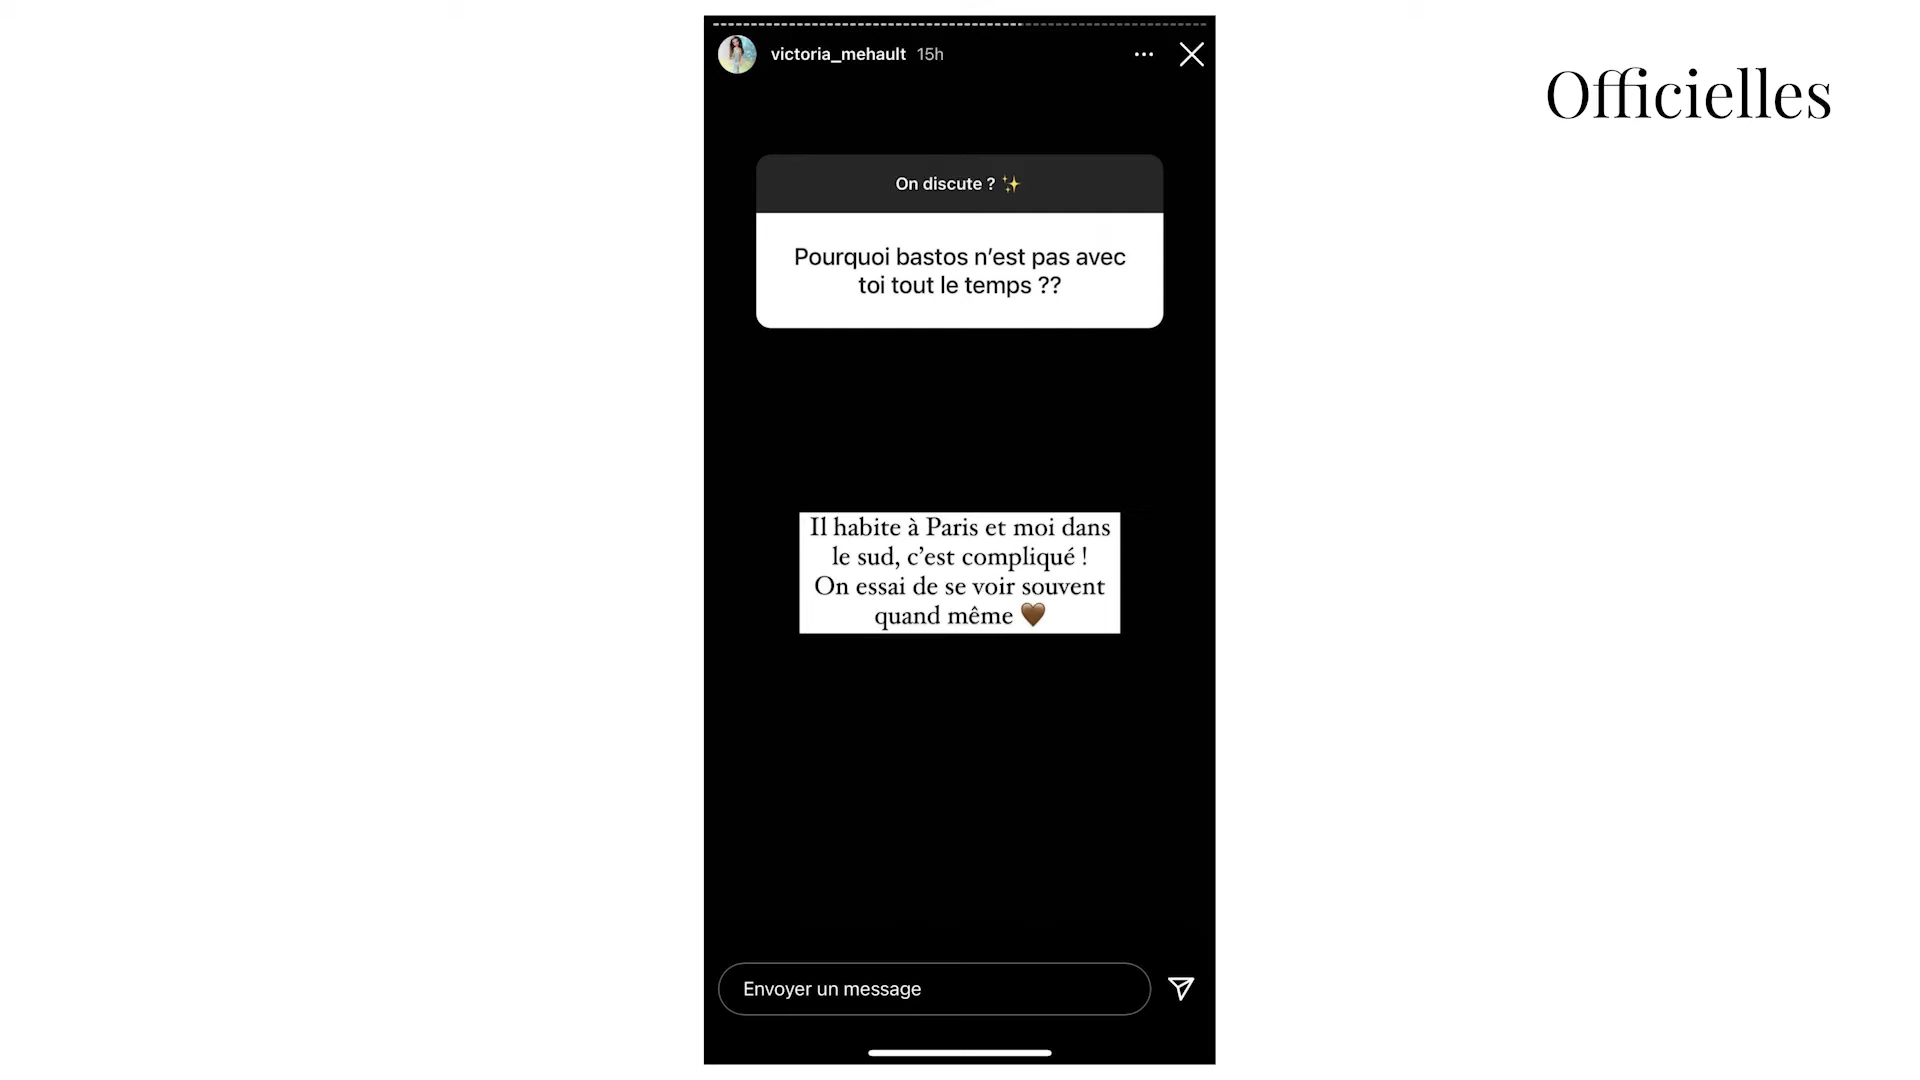 victoria_mehault 15h
Officielles
On discute ? ✨
Pourquoi bastos n’est pas avec
toi tout le temps ??
Il habite à Paris et moi dans
le sud, c’est compliqué !
On essai de se voir souvent
quand même 🤎
Envoyer un message